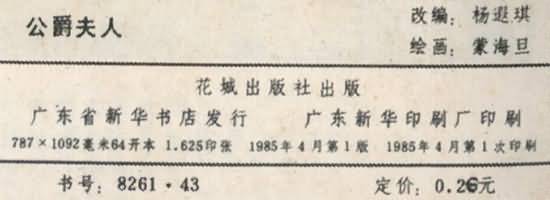 公爵夫人
改编：杨遐琪
绘画：蒙海旦
花城出版社出版
广东省新华书店发行 广东新华印刷厂印刷
787×1092毫米64开本 1.625印张 1985年4月第1版 1985年4月第1次印刷
书号：8261·43 定价：0.26元